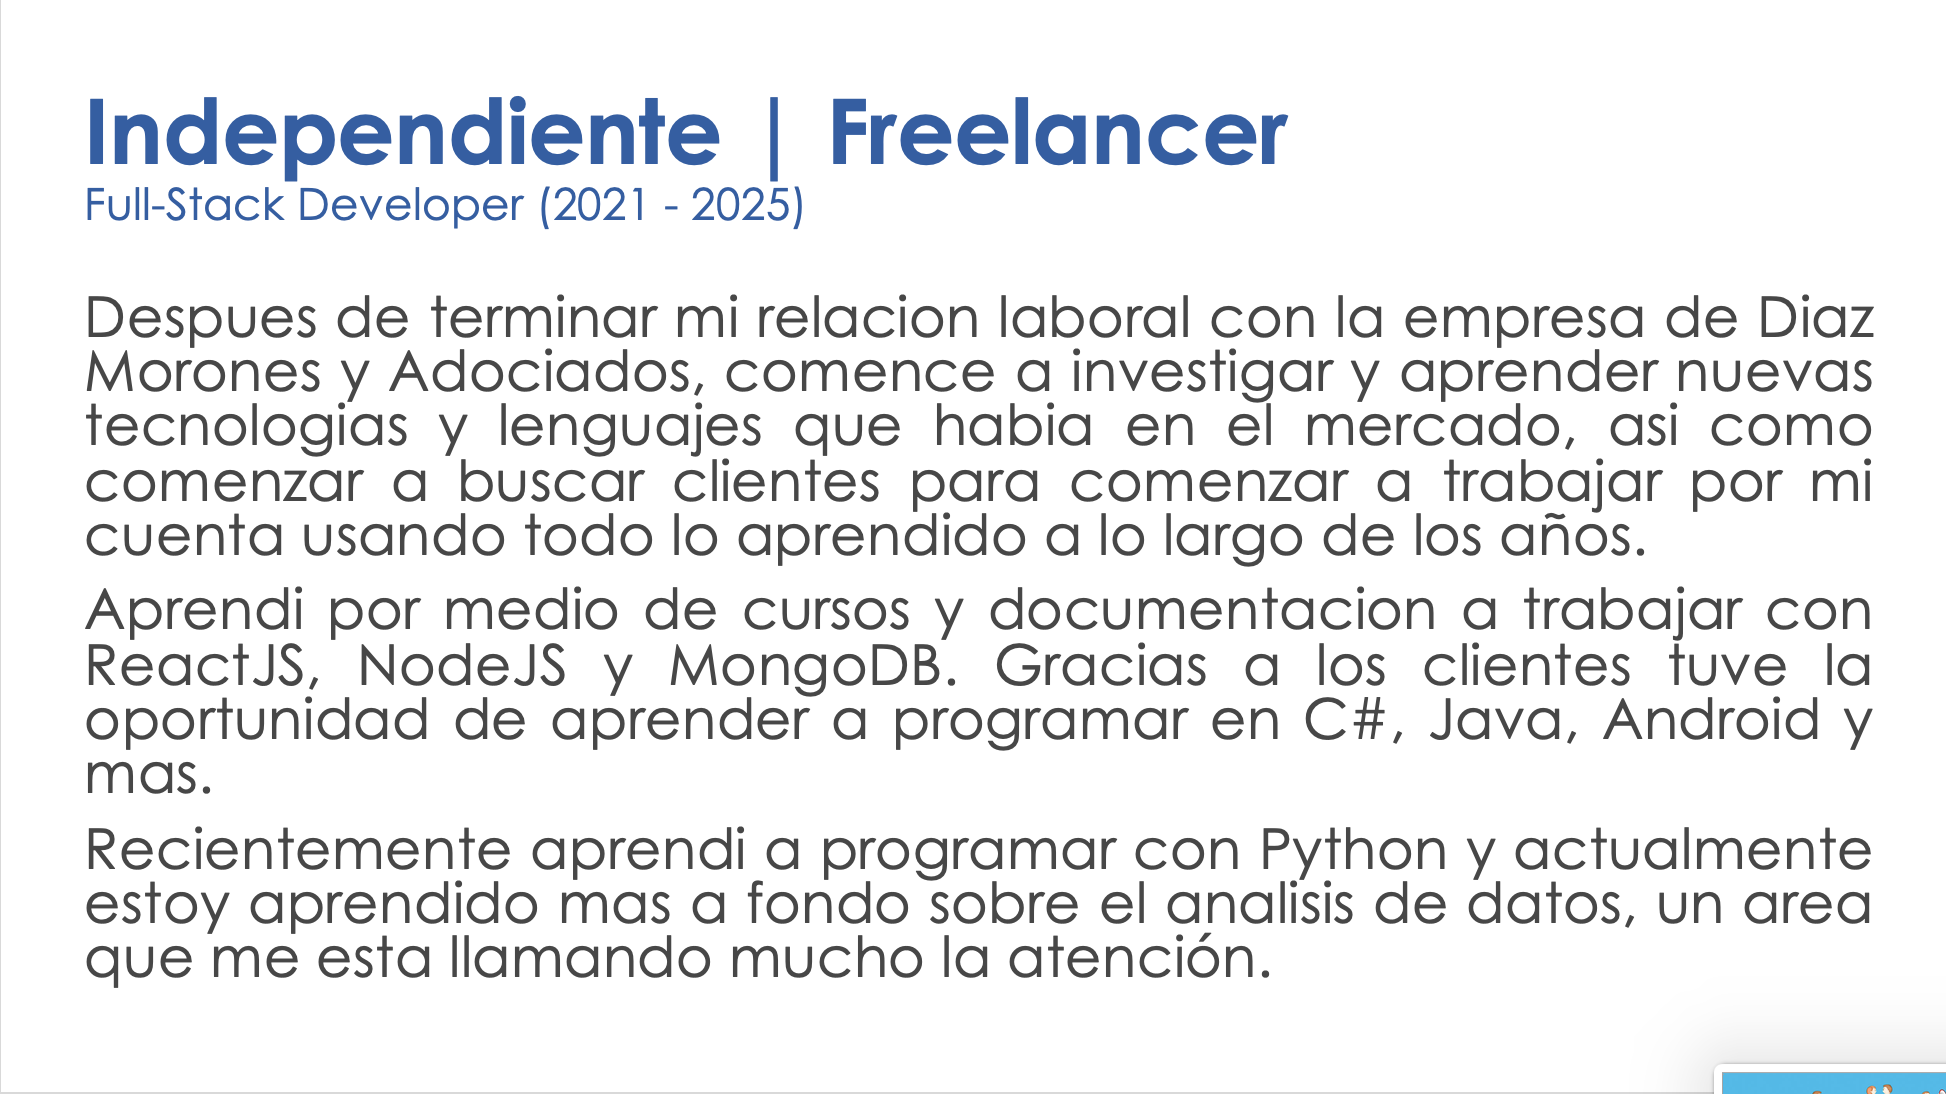 Independiente | Freelancer
Full-Stack Developer (2021 - 2025)
Despues de terminar mi relacion laboral con la empresa de Diaz
Morones y Adociados, comence a investigar y aprender nuevas
tecnologias y lenguajes que habia en el mercado, asi como
comenzar a buscar clientes para comenzar a trabajar por mi
cuenta usando todo lo aprendido a lo largo de los años.
Aprendi por medio de cursos y documentacion a trabajar con
ReactJS, NodeJS y MongoDB. Gracias a los clientes tuve la
oportunidad de aprender a programar en C#, Java, Android y
mas.
Recientemente aprendi a programar con Python y actualmente
estoy aprendido mas a fondo sobre el analisis de datos, un area
que me esta llamando mucho la atención.